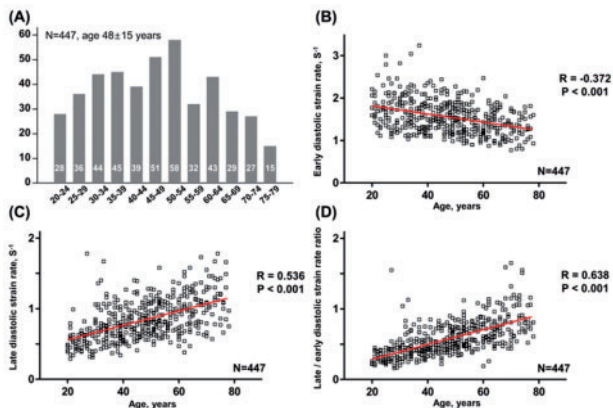 (A)
N=447, age 48±15 years
60
50
40
30
20
10
0
28 36 44 45 39 51 58 32 43 29 27 15
20-24 25-29 30-34 35-39 40-44 45-49 50-54 55-59 60-64 65-69 70-74 75-79
(B)
Early diastolic strain rate, S-1
3
2
1
0
R = -0.372
P < 0.001
N=447
20 40 60 80
Age, years
(C)
Late diastolic strain rate, S-1
2
1
0
R = 0.536
P < 0.001
N=447
20 40 60 80
Age, years
(D)
Late / early diastolic strain rate ratio
2
1
0
R = 0.638
P < 0.001
N=447
20 40 60 80
Age, years